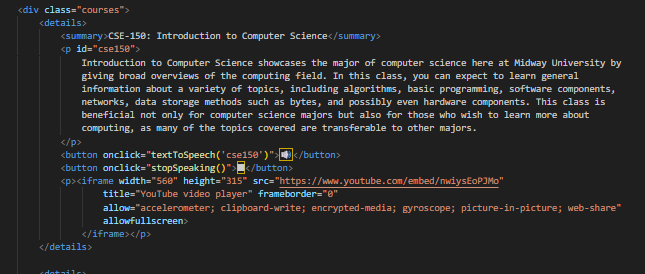 <div class="courses">
<details>
<summary>CSE-150: Introduction to Computer Science</summary>
<p id="cse150">
Introduction to Computer Science showcases the major of computer science here at Midway University by
giving broad overviews of the computing field. In this class, you can expect to learn general
information about a variety of topics, including algorithms, basic programming, software components,
networks, data storage methods such as bytes, and possibly even hardware components. This class is
beneficial not only for computer science majors but also for those who wish to learn more about
computing, as many of the topics covered are transferable to other majors.
</p>
<button onclick="textToSpeech('cse150')">🔊</button>
<button onclick="stopSpeaking()"></button>
<p><iframe width="560" height="315" src="https://www.youtube.com/embed/nwiysEoPJMo"
title="YouTube video player" frameborder="0"
allow="accelerometer; clipboard-write; encrypted-media; gyroscope; picture-in-picture; web-share"
allowfullscreen>
</iframe></p>
</details>
<details>